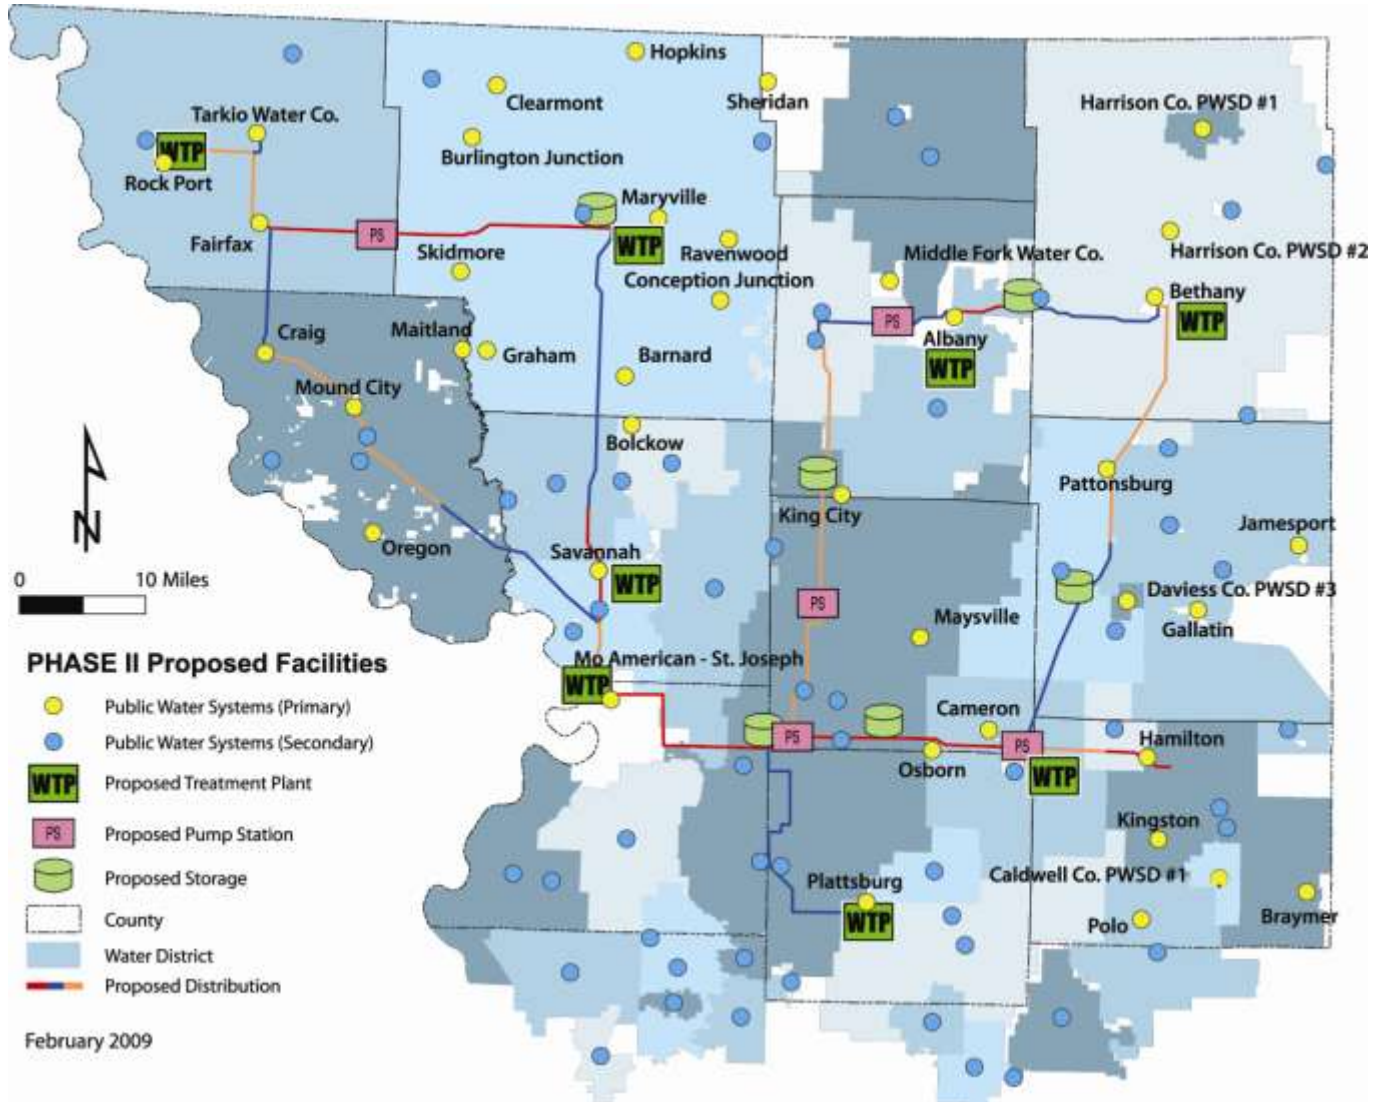 Hopkins
Clearmont
Sheridan
Harrison Co. PWSD #1
Tarkio Water Co.
WTP
Burlington Junction
Rock Port
Maryville
Fairfax
PS
WTP
Skidmore
Ravenwood
Middle Fork Water Co.
Harrison Co. PWSD #2
Conception Junction
Bethany
PS
WTP
Craig
Maitland
Graham
Barnard
Albany
WTP
Mound City
Bolckow
Pattonsburg
King City
Jamesport
N
Oregon
Savannah
WTP
0 10 Miles
PS
Daviess Co. PWSD #3
Maysville
Gallatin
PHASE II Proposed Facilities
Mo American - St. Joseph
WTP
Public Water Systems (Primary)
Cameron
Public Water Systems (Secondary)
PS
PS
Hamilton
Osborn
WTP
WTP
Proposed Treatment Plant
Kingston
PS
Proposed Pump Station
Proposed Storage
Plattsburg
Caldwell Co. PWSD #1
WTP
Braymer
Polo
County
Water District
Proposed Distribution
February 2009